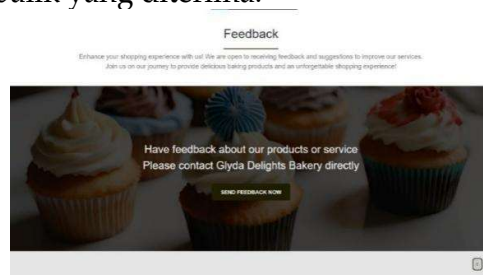 yang diterima.
Feedback
Enhance your shopping experience with us! We are open to receiving feedback and suggestions to improve our services.
Join us on our journey to provide delicious baking products and an unforgettable shopping experience!
Have feedback about our products or service
Please contact Glyda Delights Bakery directly
SEND FEEDBACK NOW